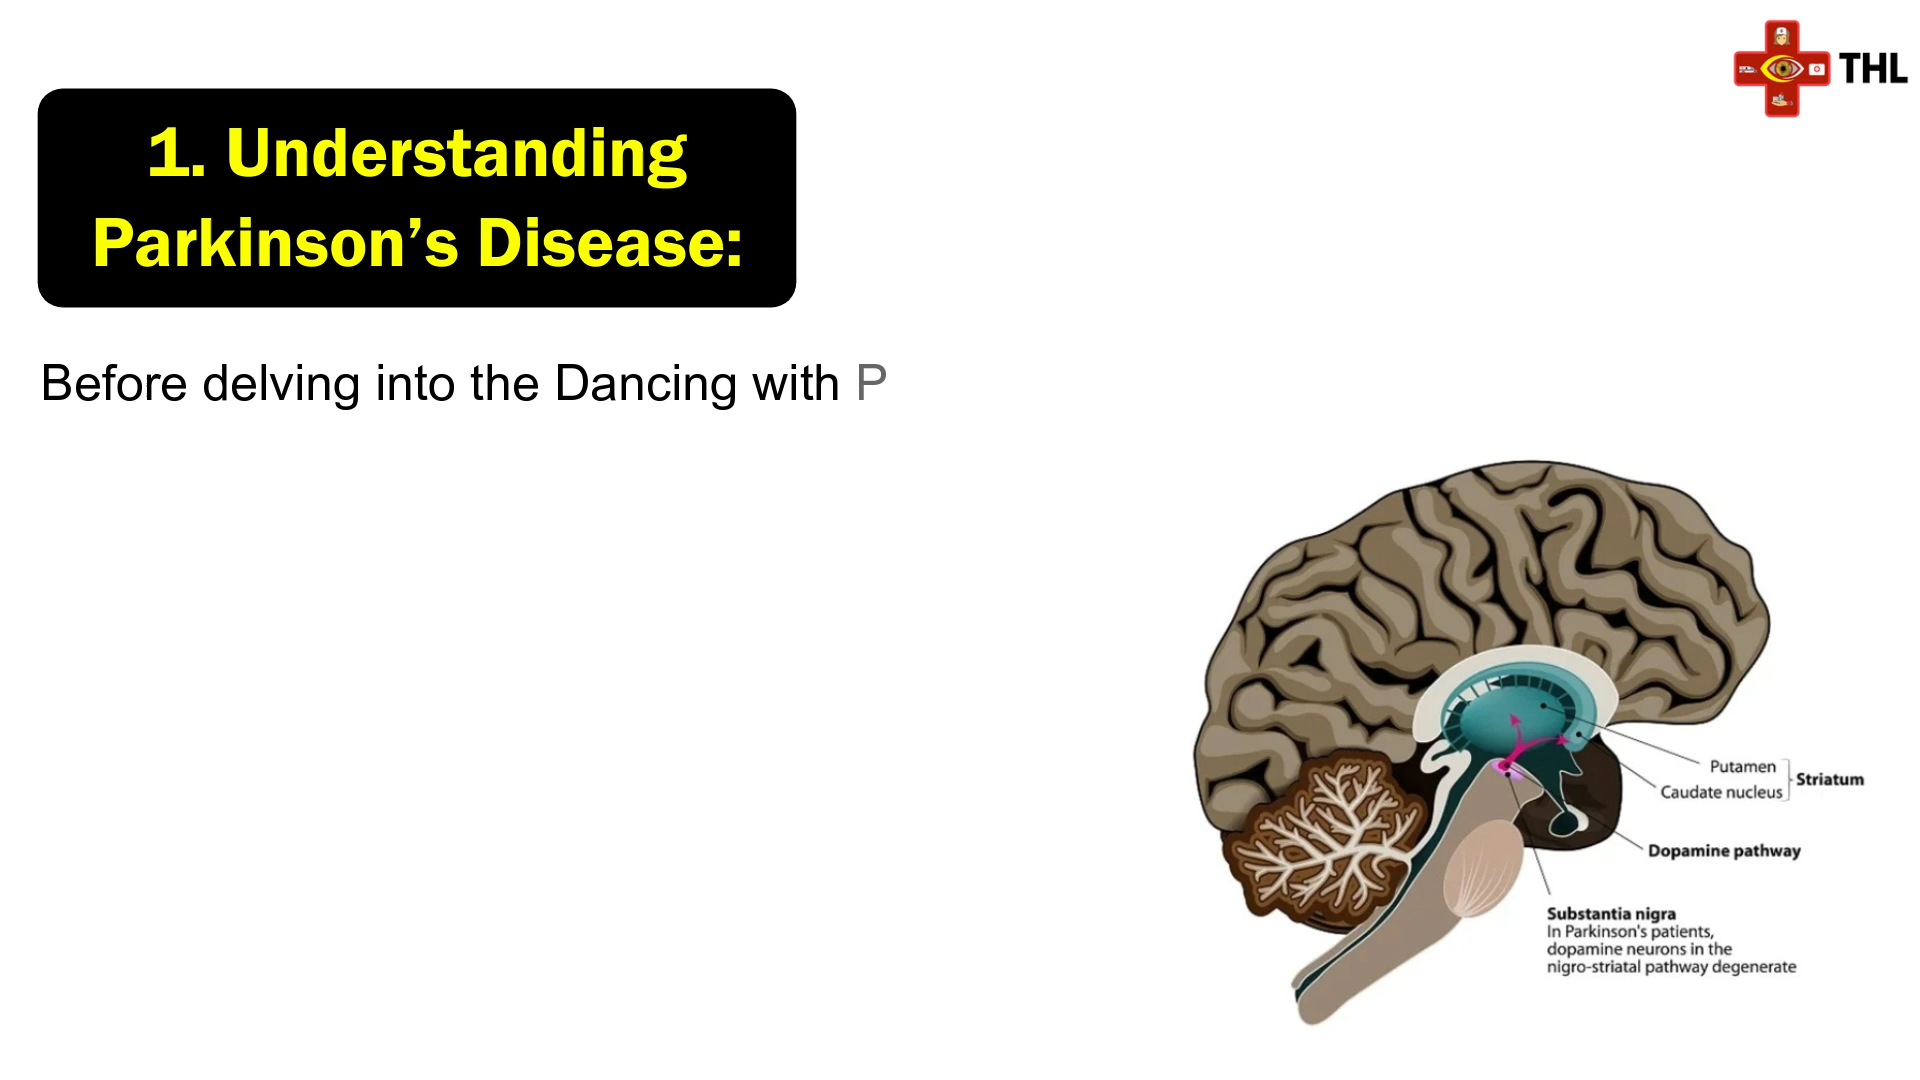 THL
1. Understanding
Parkinson’s Disease:
Before delving into the Dancing with P
Putamen
Caudate nucleus
Striatum
Dopamine pathway
Substantia nigra
In Parkinson's patients,
dopamine neurons in the
nigro-striatal pathway degenerate